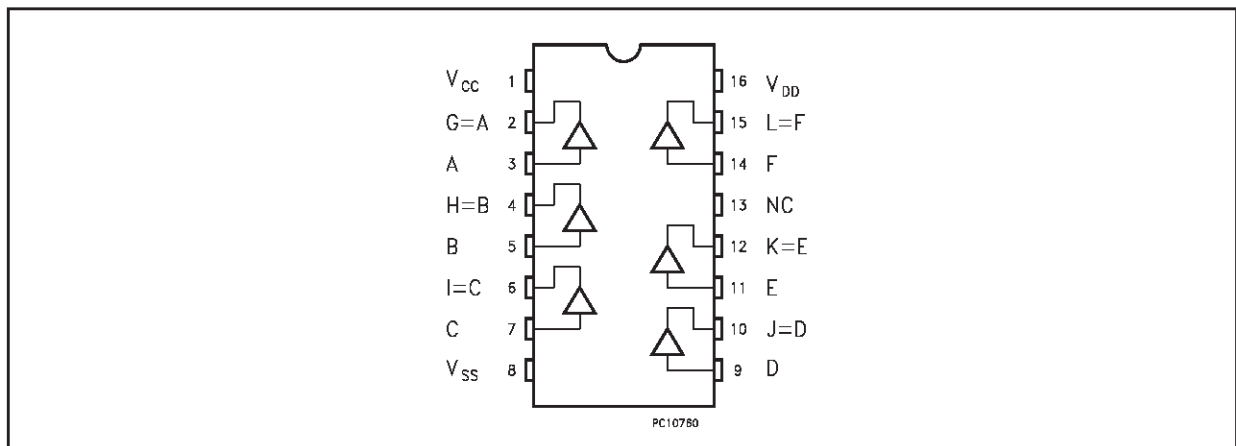 V_CC 1 16 V_DD
G=A 2 15 L=F
A 3 14 F
H=B 4 13 NC
B 5 12 K=E
I=C 6 11 E
C 7 10 J=D
V_SS 8 9 D
PC10760